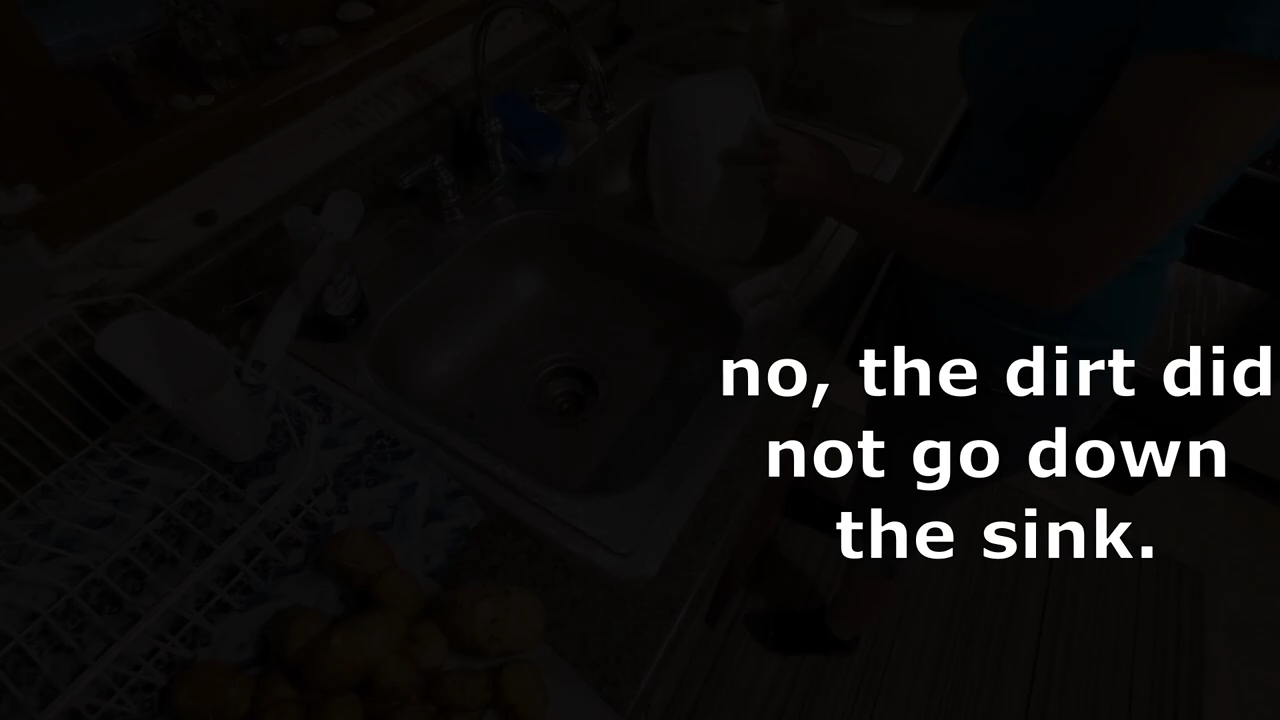 no, the dirt did
not go down
the sink.